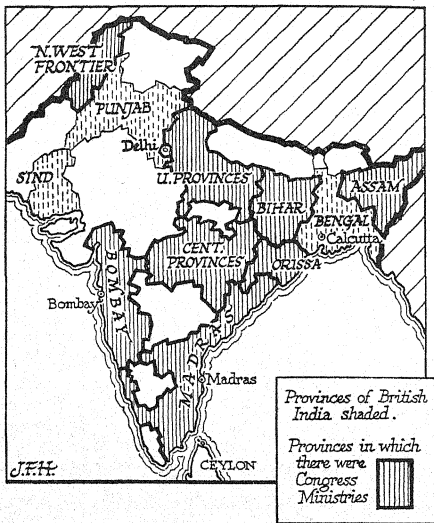 N. WEST
FRONTIER
PUNJAB
Delhi
SIND
U. PROVINCES
ASSAM
BIHAR
BENGAL
Calcutta
CENT.
PROVINCES
ORISSA
BOMBAY
Bombay
MADRAS
Madras
CEYLON
J.F.H.
Provinces of British
India shaded.
Provinces in which
there were
Congress
Ministries